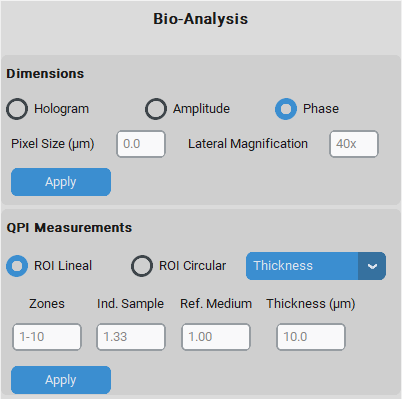 Bio-Analysis
Dimensions
Hologram Amplitude Phase
Pixel Size (μm) 0.0 Lateral Magnification 40x
Apply
QPI Measurements
ROI Lineal ROI Circular Thickness
Zones Ind. Sample Ref. Medium Thickness (μm)
1-10 1.33 1.00 10.0
Apply